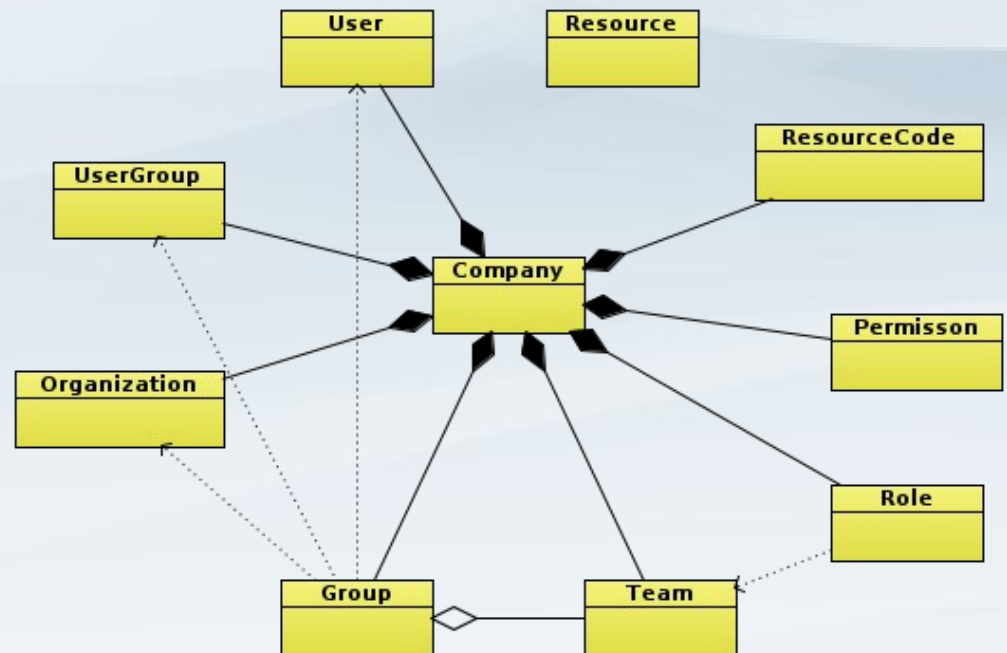 User
Resource
ResourceCode
UserGroup
Company
Permisson
Organization
Role
Group
Team